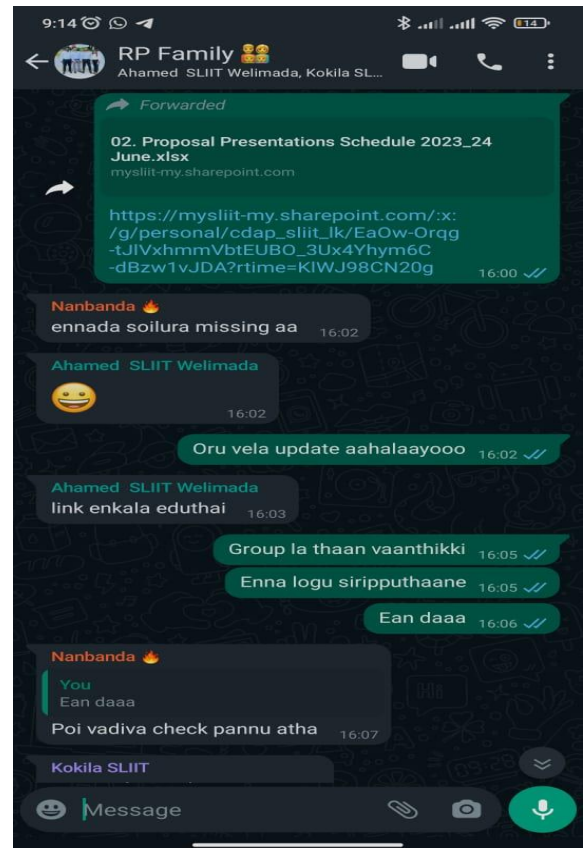 9:14
14
RP Family
Ahamed SLIIT Welimada, Kokila SL...
Forwarded
02. Proposal Presentations Schedule 2023_24
June.xlsx
mysliit-my.sharepoint.com
https://mysliit-my.sharepoint.com/:x:
/g/personal/cdap_sliit_lk/EaOw-Orqg
-tJlVxhmmVbtEUBO_3Ux4Yhym6C
-dBzw1vJDA?rtime=KlWJ98CN20g
16:00
Nanbanda
ennada soilura missing aa 16:02
Ahamed SLIIT Welimada
16:02
Oru vela update aahalaayooo 16:02
Ahamed SLIIT Welimada
link enkala eduthai 16:03
Group la thaan vaanthikki 16:05
Enna logu siripputhaane 16:05
Ean daaa 16:06
Nanbanda
You
Ean daaa
Poi vadiva check pannu atha 16:07
Kokila SLIIT
Message